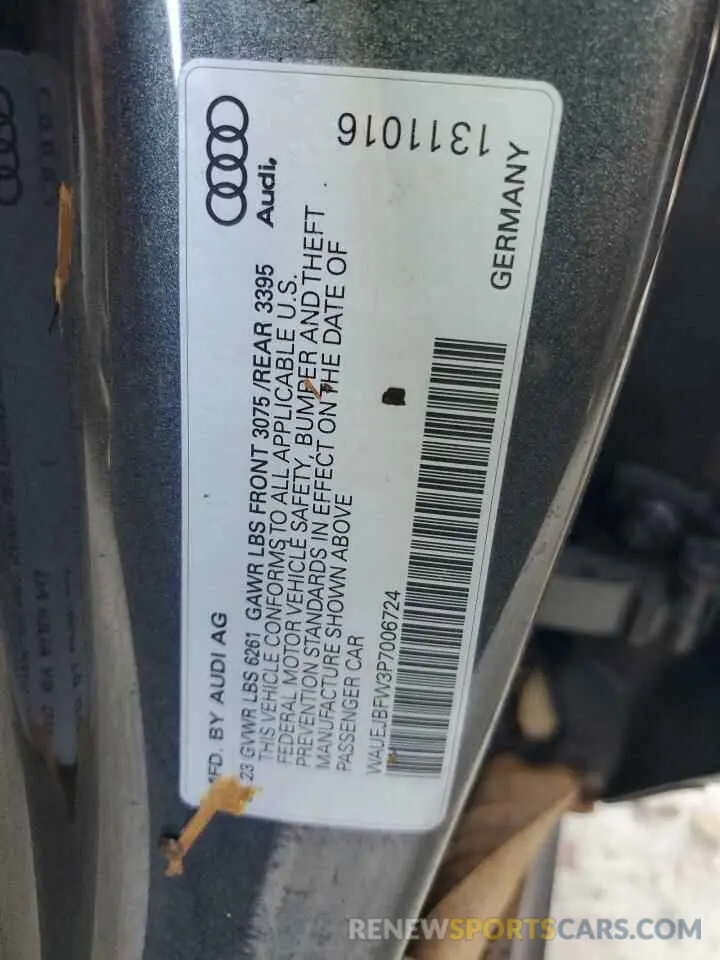 Audi
MFD. BY AUDI AG
23 GVWR LBS 6261 GAWR LBS FRONT 3075 /REAR 3395
THIS VEHICLE CONFORMS TO ALL APPLICABLE U.S.
FEDERAL MOTOR VEHICLE SAFETY, BUMPER AND THEFT
PREVENTION STANDARDS IN EFFECT ON THE DATE OF
MANUFACTURE SHOWN ABOVE
PASSENGER CAR
WAUEJBFW3P7006724
1311016
GERMANY
RENEWSPORTSCARS.COM